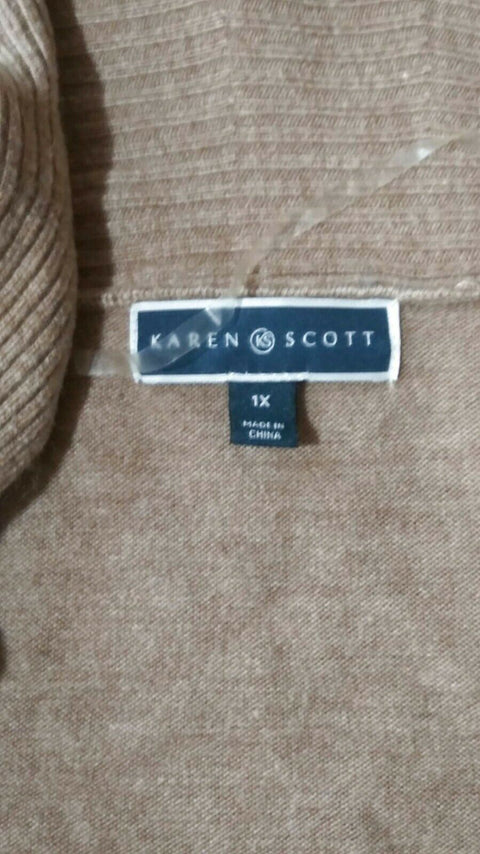 KAREN KS SCOTT
1X
MADE IN
CHINA